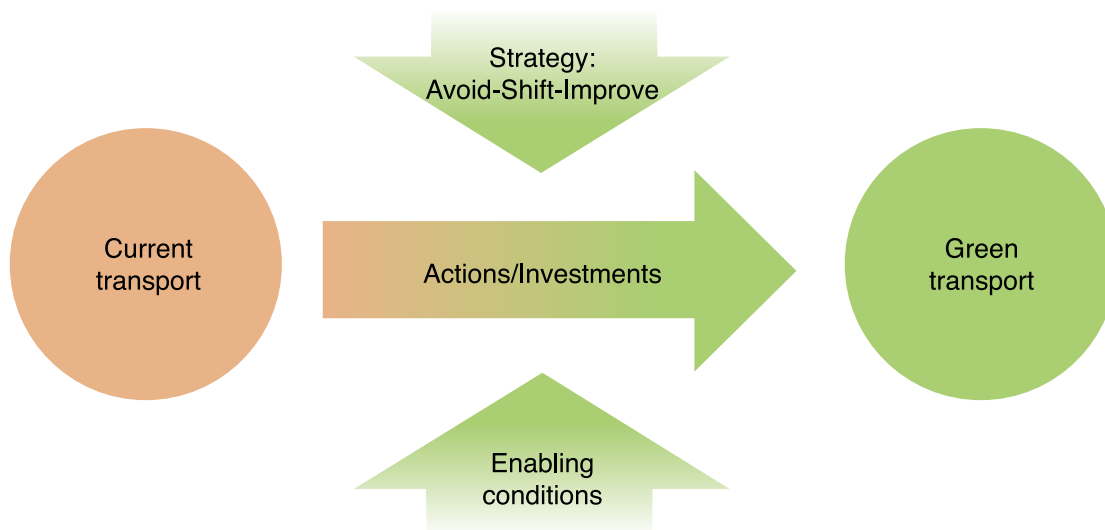 Strategy:
Avoid-Shift-Improve
Current
transport
Actions/Investments
Green
transport
Enabling
conditions